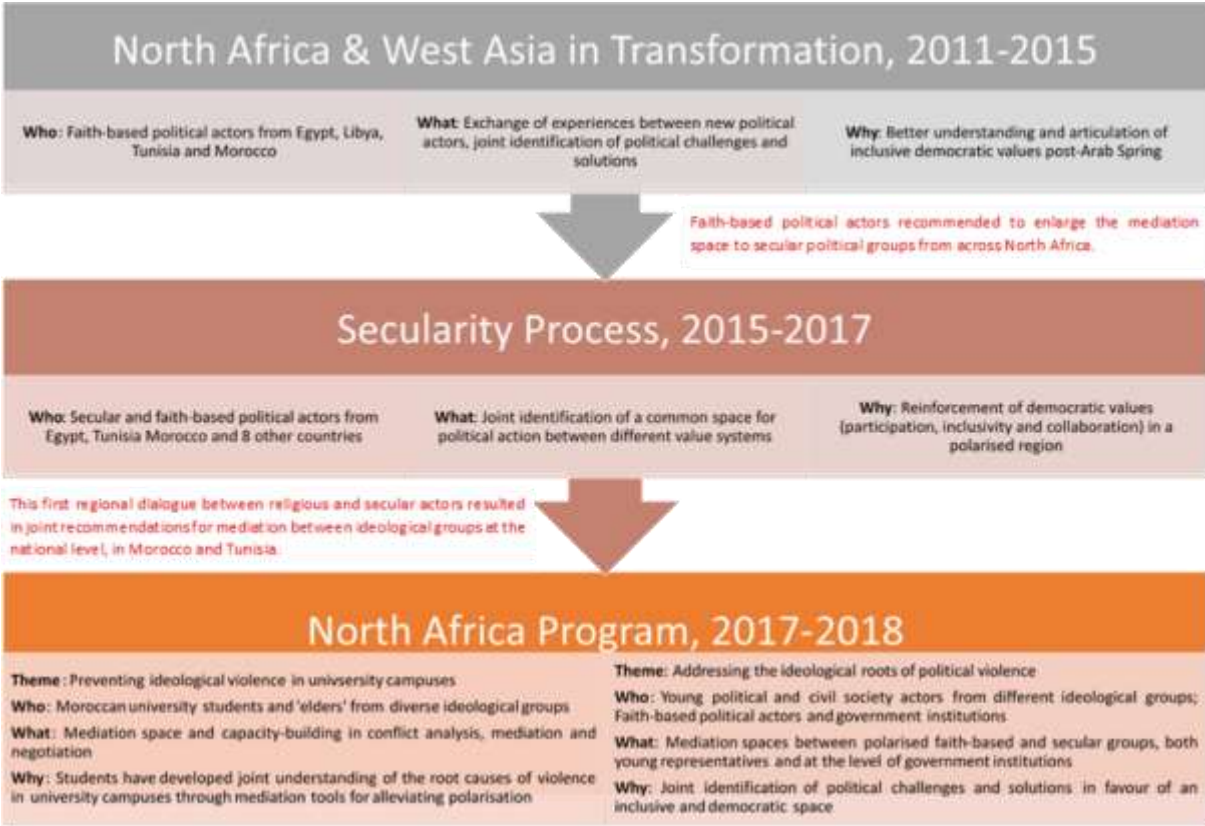 North Africa & West Asia in Transformation, 2011-2015
Who: Faith-based political actors from Egypt, Libya,
Tunisia and Morocco
What: Exchange of experiences between new political
actors, joint identification of political challenges and
solutions
Why: Better understanding and articulation of
inclusive democratic values post-Arab Spring
Faith-based political actors recommended to enlarge the mediation
space to secular political groups from across North Africa.
Secularity Process, 2015-2017
Who: Secular and faith-based political actors from
Egypt, Tunisia Morocco and 8 other countries
What: Joint identification of a common space for
political action between different value systems
Why: Reinforcement of democratic values
(participation, inclusivity and collaboration) in a
polarised region
This first regional dialogue between religious and secular actors resulted
in joint recommendations for mediation between ideological groups at the
national level, in Morocco and Tunisia.
North Africa Program, 2017-2018
Theme: Preventing ideological violence in univsersity campuses
Who: Moroccan university students and 'elders' from diverse ideological groups
What: Mediation space and capacity-building in conflict analysis, mediation and
negotiation
Why: Students have developed joint understanding of the root causes of violence
in university campuses through mediation tools for alleviating polarisation
Theme: Addressing the ideological roots of political violence
Who: Young political and civil society actors from different ideological groups;
Faith-based political actors and government institutions
What: Mediation spaces between polarised faith-based and secular groups, both
young representatives and at the level of government institutions
Why: Joint identification of political challenges and solutions in favour of an
inclusive and democratic space